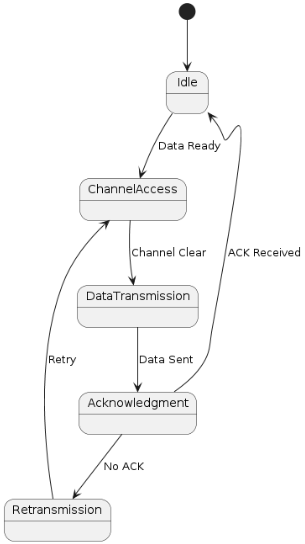 Idle
Data Ready
ChannelAccess
Channel Clear
ACK Received
DataTransmission
Retry
Data Sent
Acknowledgment
No ACK
Retransmission